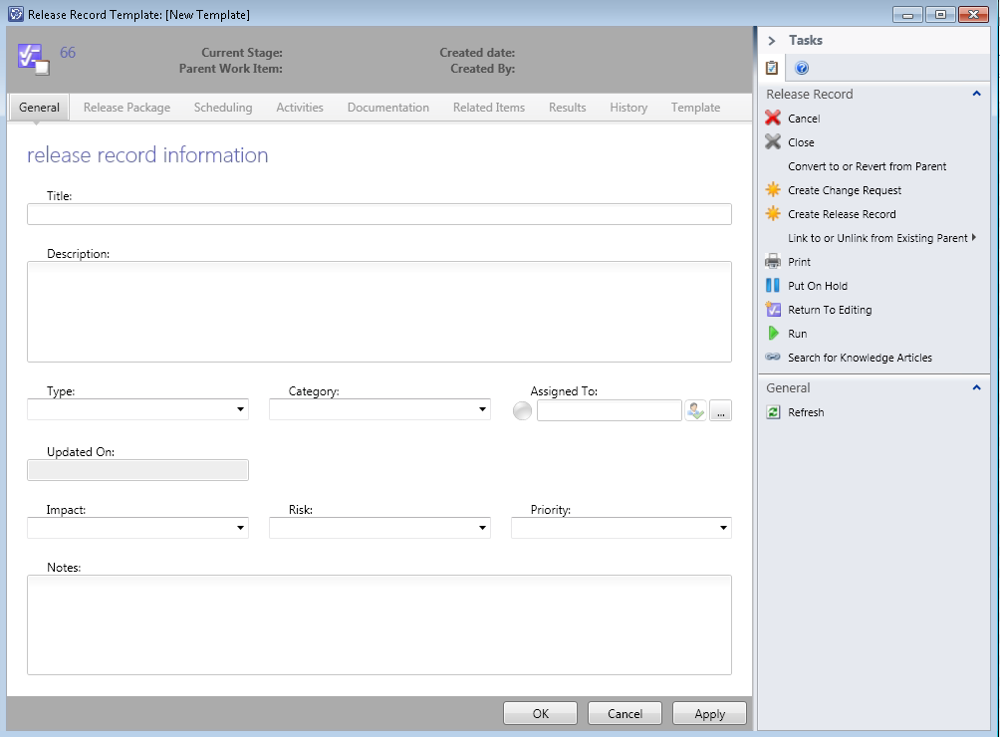 Release Record Template: [New Template]
66
Current Stage:
Created date:
Parent Work Item:
Created By:
General
Release Package
Scheduling
Activities
Documentation
Related Items
Results
History
Template
release record information
Title:
Description:
Type:
Category:
Assigned To:
...
Updated On:
Impact:
Risk:
Priority:
Notes:
OK
Cancel
Apply
Tasks
Release Record
Cancel
Close
Convert to or Revert from Parent
Create Change Request
Create Release Record
Link to or Unlink from Existing Parent
Print
Put On Hold
Return To Editing
Run
Search for Knowledge Articles
General
Refresh